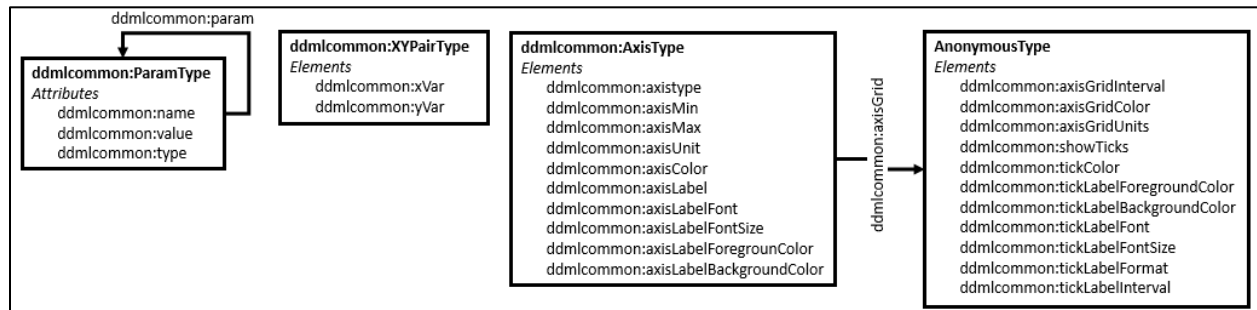 ddmlcommon:param
ddmlcommon:ParamType
Attributes
ddmlcommon:name
ddmlcommon:value
ddmlcommon:type
ddmlcommon:XYPairType
Elements
ddmlcommon:xVar
ddmlcommon:yVar
ddmlcommon:AxisType
Elements
ddmlcommon:axistype
ddmlcommon:axisMin
ddmlcommon:axisMax
ddmlcommon:axisUnit
ddmlcommon:axisColor
ddmlcommon:axisLabel
ddmlcommon:axisLabelFont
ddmlcommon:axisLabelFontSize
ddmlcommon:axisLabelForegrounColor
ddmlcommon:axisLabelBackgroundColor
ddmlcommon:axisGrid
AnonymousType
Elements
ddmlcommon:axisGridInterval
ddmlcommon:axisGridColor
ddmlcommon:axisGridUnits
ddmlcommon:showTicks
ddmlcommon:tickColor
ddmlcommon:tickLabelForegroundColor
ddmlcommon:tickLabelBackgroundColor
ddmlcommon:tickLabelFont
ddmlcommon:tickLabelFontSize
ddmlcommon:tickLabelFormat
ddmlcommon:tickLabelInterval